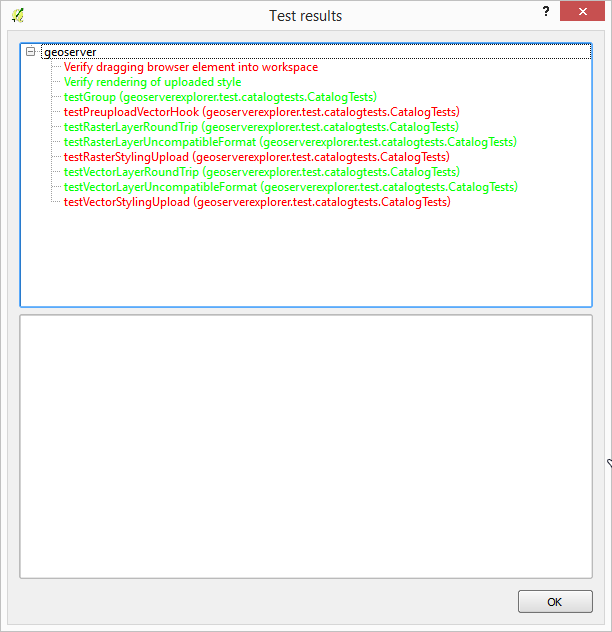 Test results
?
geoserver
Verify dragging browser element into workspace
Verify rendering of uploaded style
testGroup (geoserverexplorer.test.catalogtests.CatalogTests)
testPreuploadVectorHook (geoserverexplorer.test.catalogtests.CatalogTests)
testRasterLayerRoundTrip (geoserverexplorer.test.catalogtests.CatalogTests)
testRasterLayerUncompatibleFormat (geoserverexplorer.test.catalogtests.CatalogTests)
testRasterStylingUpload (geoserverexplorer.test.catalogtests.CatalogTests)
testVectorLayerRoundTrip (geoserverexplorer.test.catalogtests.CatalogTests)
testVectorLayerUncompatibleFormat (geoserverexplorer.test.catalogtests.CatalogTests)
testVectorStylingUpload (geoserverexplorer.test.catalogtests.CatalogTests)
OK